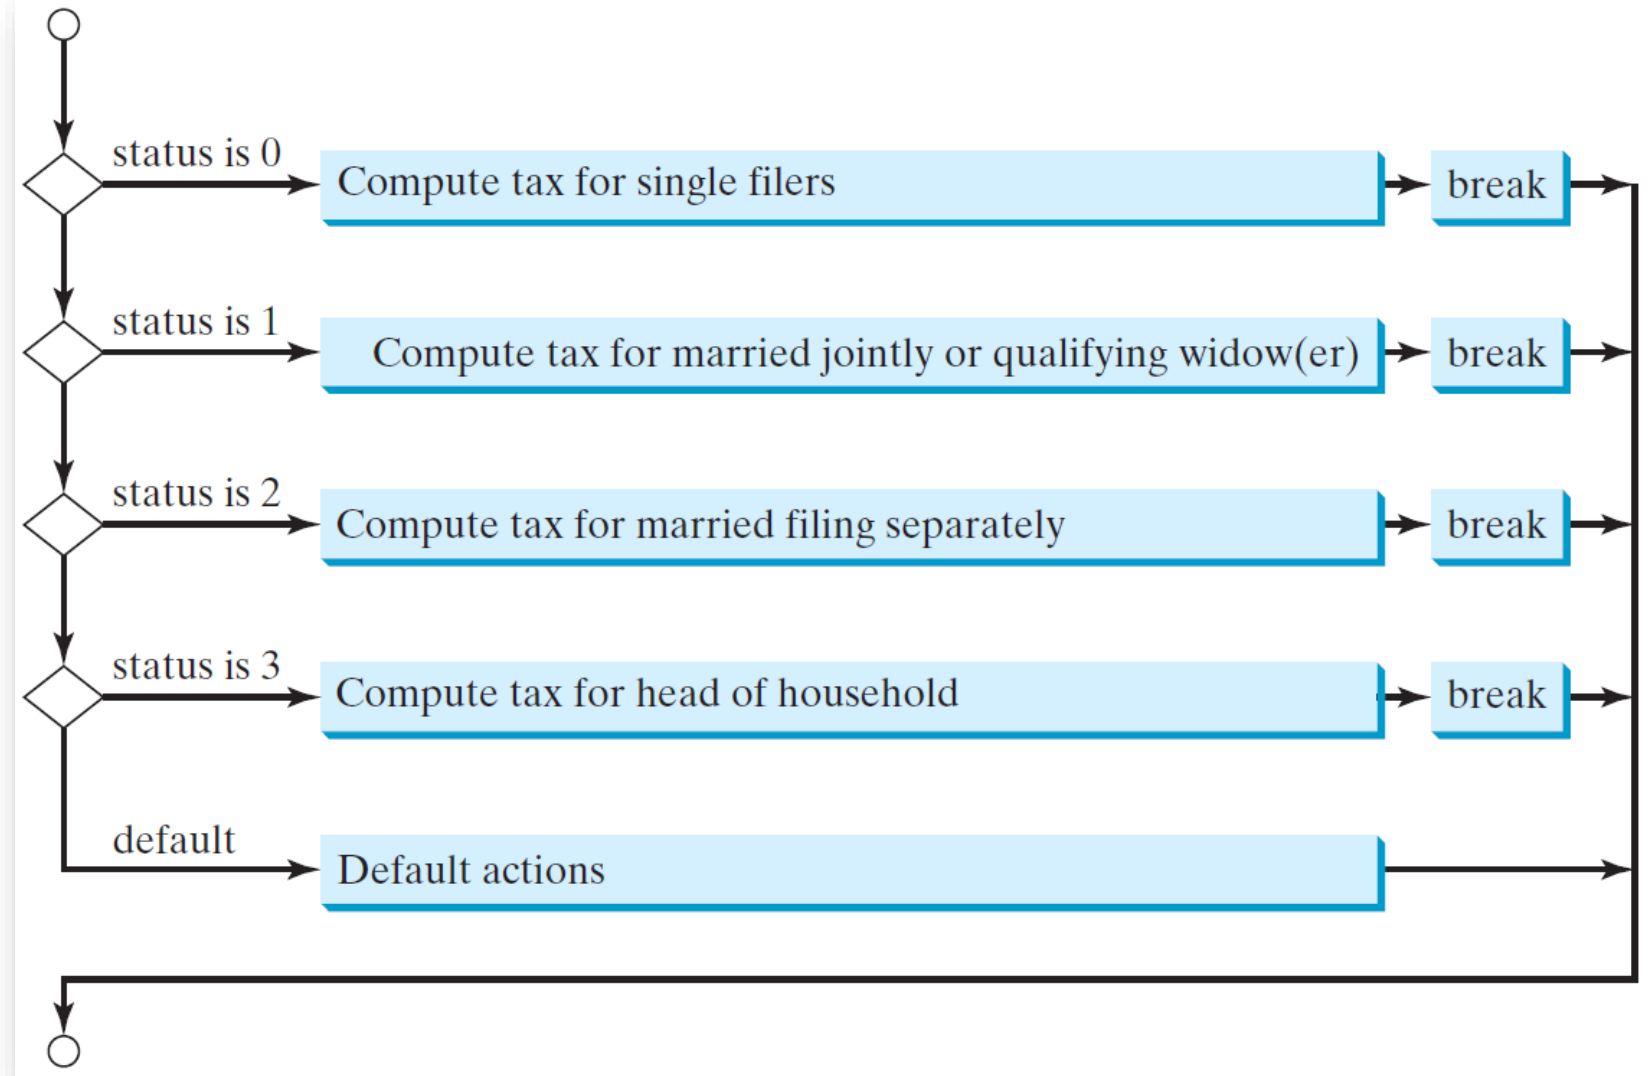 status is 0
Compute tax for single filers
break
status is 1
Compute tax for married jointly or qualifying widow(er)
break
status is 2
Compute tax for married filing separately
break
status is 3
Compute tax for head of household
break
default
Default actions